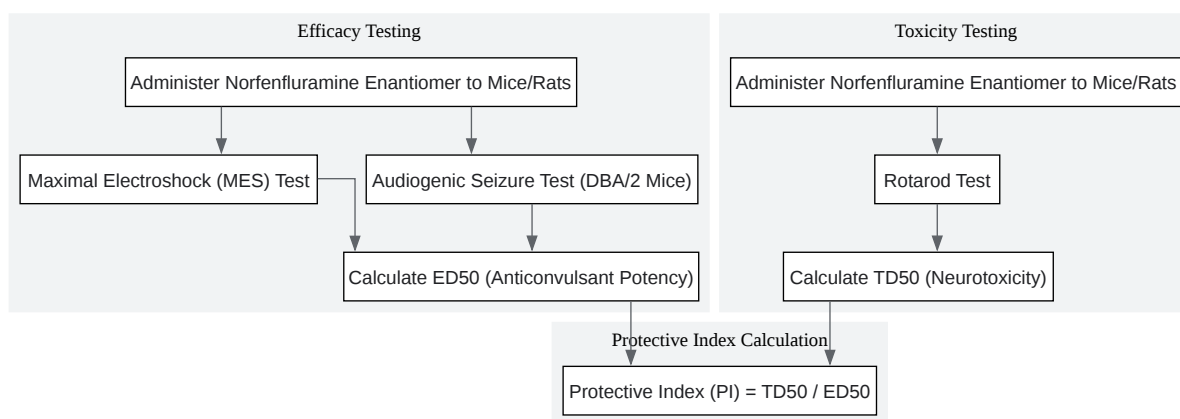 Efficacy Testing
Administer Norfenfluramine Enantiomer to Mice/Rats
Maximal Electroshock (MES) Test
Audiogenic Seizure Test (DBA/2 Mice)
Calculate ED50 (Anticonvulsant Potency)
Toxicity Testing
Administer Norfenfluramine Enantiomer to Mice/Rats
Rotarod Test
Calculate TD50 (Neurotoxicity)
Protective Index Calculation
Protective Index (PI) = TD50 / ED50